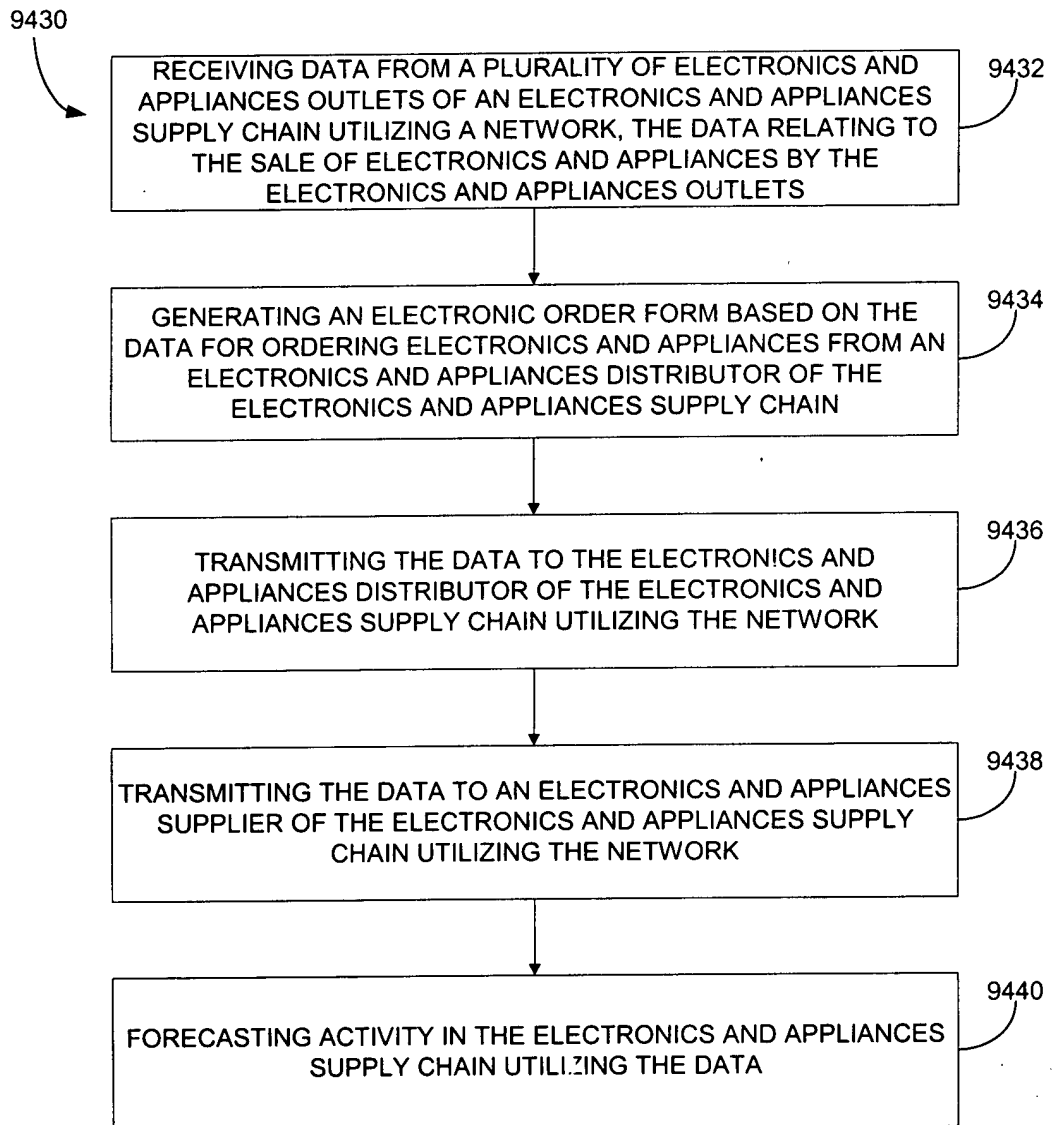 9430
RECEIVING DATA FROM A PLURALITY OF ELECTRONICS AND
APPLIANCES OUTLETS OF AN ELECTRONICS AND APPLIANCES
SUPPLY CHAIN UTILIZING A NETWORK, THE DATA RELATING TO
THE SALE OF ELECTRONICS AND APPLIANCES BY THE
ELECTRONICS AND APPLIANCES OUTLETS
9432
GENERATING AN ELECTRONIC ORDER FORM BASED ON THE
DATA FOR ORDERING ELECTRONICS AND APPLIANCES FROM AN
ELECTRONICS AND APPLIANCES DISTRIBUTOR OF THE
ELECTRONICS AND APPLIANCES SUPPLY CHAIN
9434
TRANSMITTING THE DATA TO THE ELECTRONICS AND
APPLIANCES DISTRIBUTOR OF THE ELECTRONICS AND
APPLIANCES SUPPLY CHAIN UTILIZING THE NETWORK
9436
TRANSMITTING THE DATA TO AN ELECTRONICS AND APPLIANCES
SUPPLIER OF THE ELECTRONICS AND APPLIANCES SUPPLY
CHAIN UTILIZING THE NETWORK
9438
FORECASTING ACTIVITY IN THE ELECTRONICS AND APPLIANCES
SUPPLY CHAIN UTILIZING THE DATA
9440